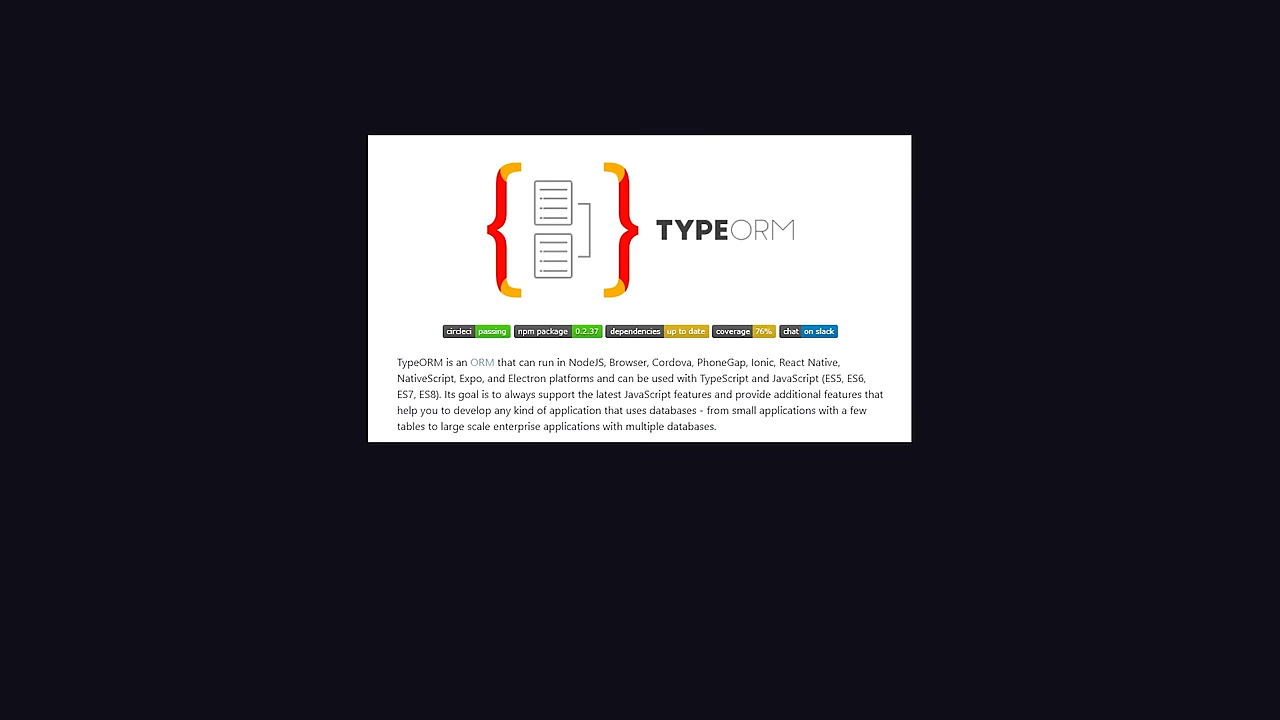 TYPEORM
circleci passing npm package 0.2.37 dependencies up to date coverage 76% chat on slack
TypeORM is an ORM that can run in NodeJS, Browser, Cordova, PhoneGap, Ionic, React Native,
NativeScript, Expo, and Electron platforms and can be used with TypeScript and JavaScript (ES5, ES6,
ES7, ES8). Its goal is to always support the latest JavaScript features and provide additional features that
help you to develop any kind of application that uses databases - from small applications with a few
tables to large scale enterprise applications with multiple databases.